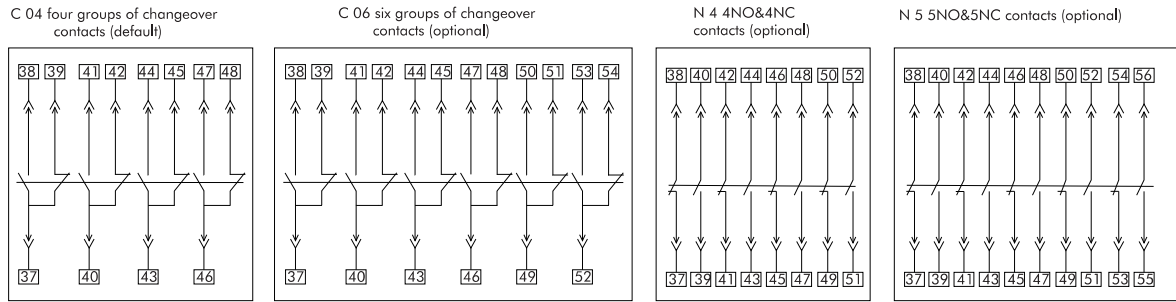 C 04 four groups of changeover
contacts (default)
38 39 41 42 44 45 47 48
37 40 43 46
C 06 six groups of changeover
contacts (optional)
38 39 41 42 44 45 47 48 50 51 53 54
37 40 43 46 49 52
N 4 4NO&4NC
contacts (optional)
38 40 42 44 46 48 50 52
37 39 41 43 45 47 49 51
N 5 5NO&5NC contacts (optional)
38 40 42 44 46 48 50 52 54 56
37 39 41 43 45 47 49 51 53 55